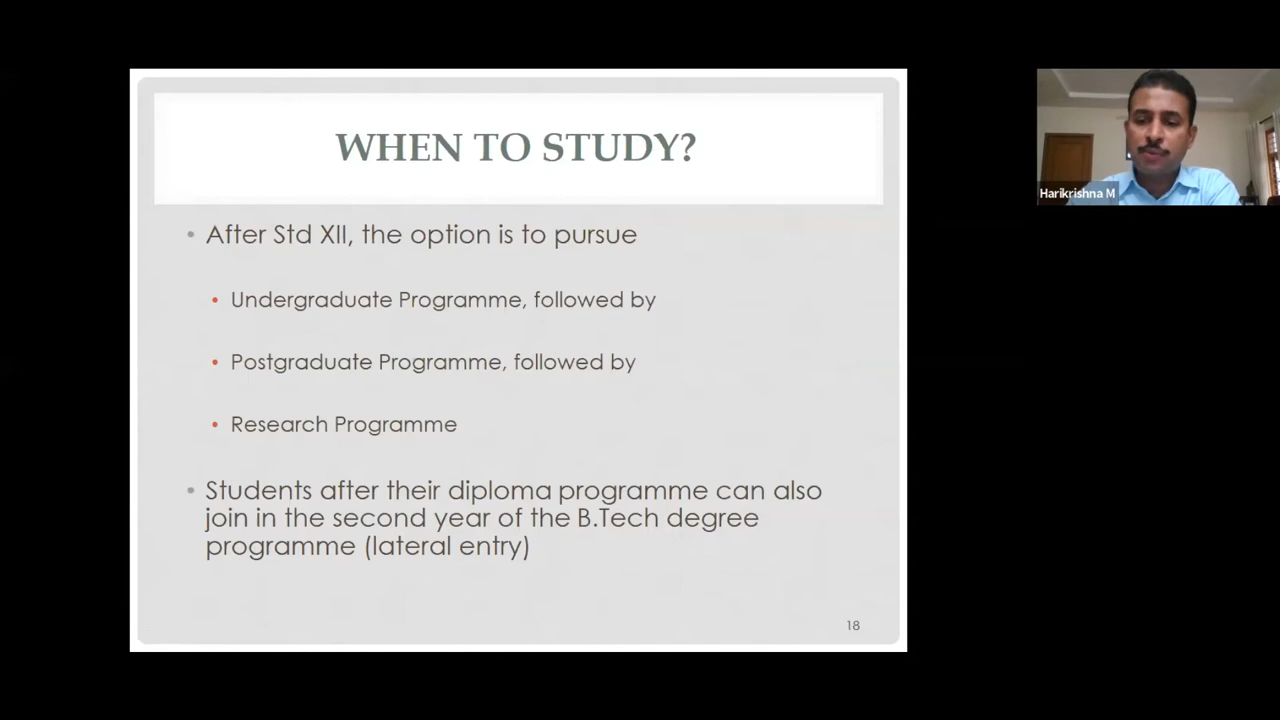 WHEN TO STUDY?
• After Std XII, the option is to pursue
• Undergraduate Programme, followed by
• Postgraduate Programme, followed by
• Research Programme
• Students after their diploma programme can also
join in the second year of the B.Tech degree
programme (lateral entry)
18
Harikrishna M